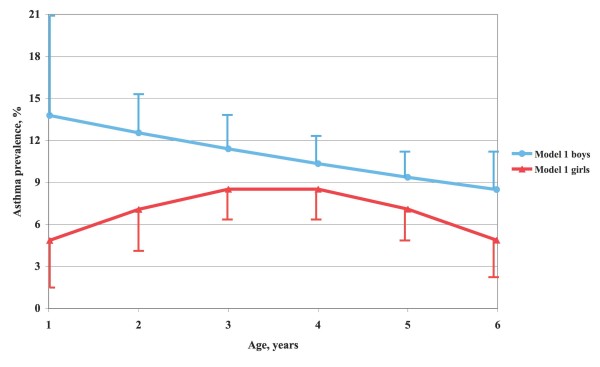 21
18
15
12
9
6
3
0
Asthma prevalence, %
1 2 3 4 5 6
Age, years
Model 1 boys
Model 1 girls